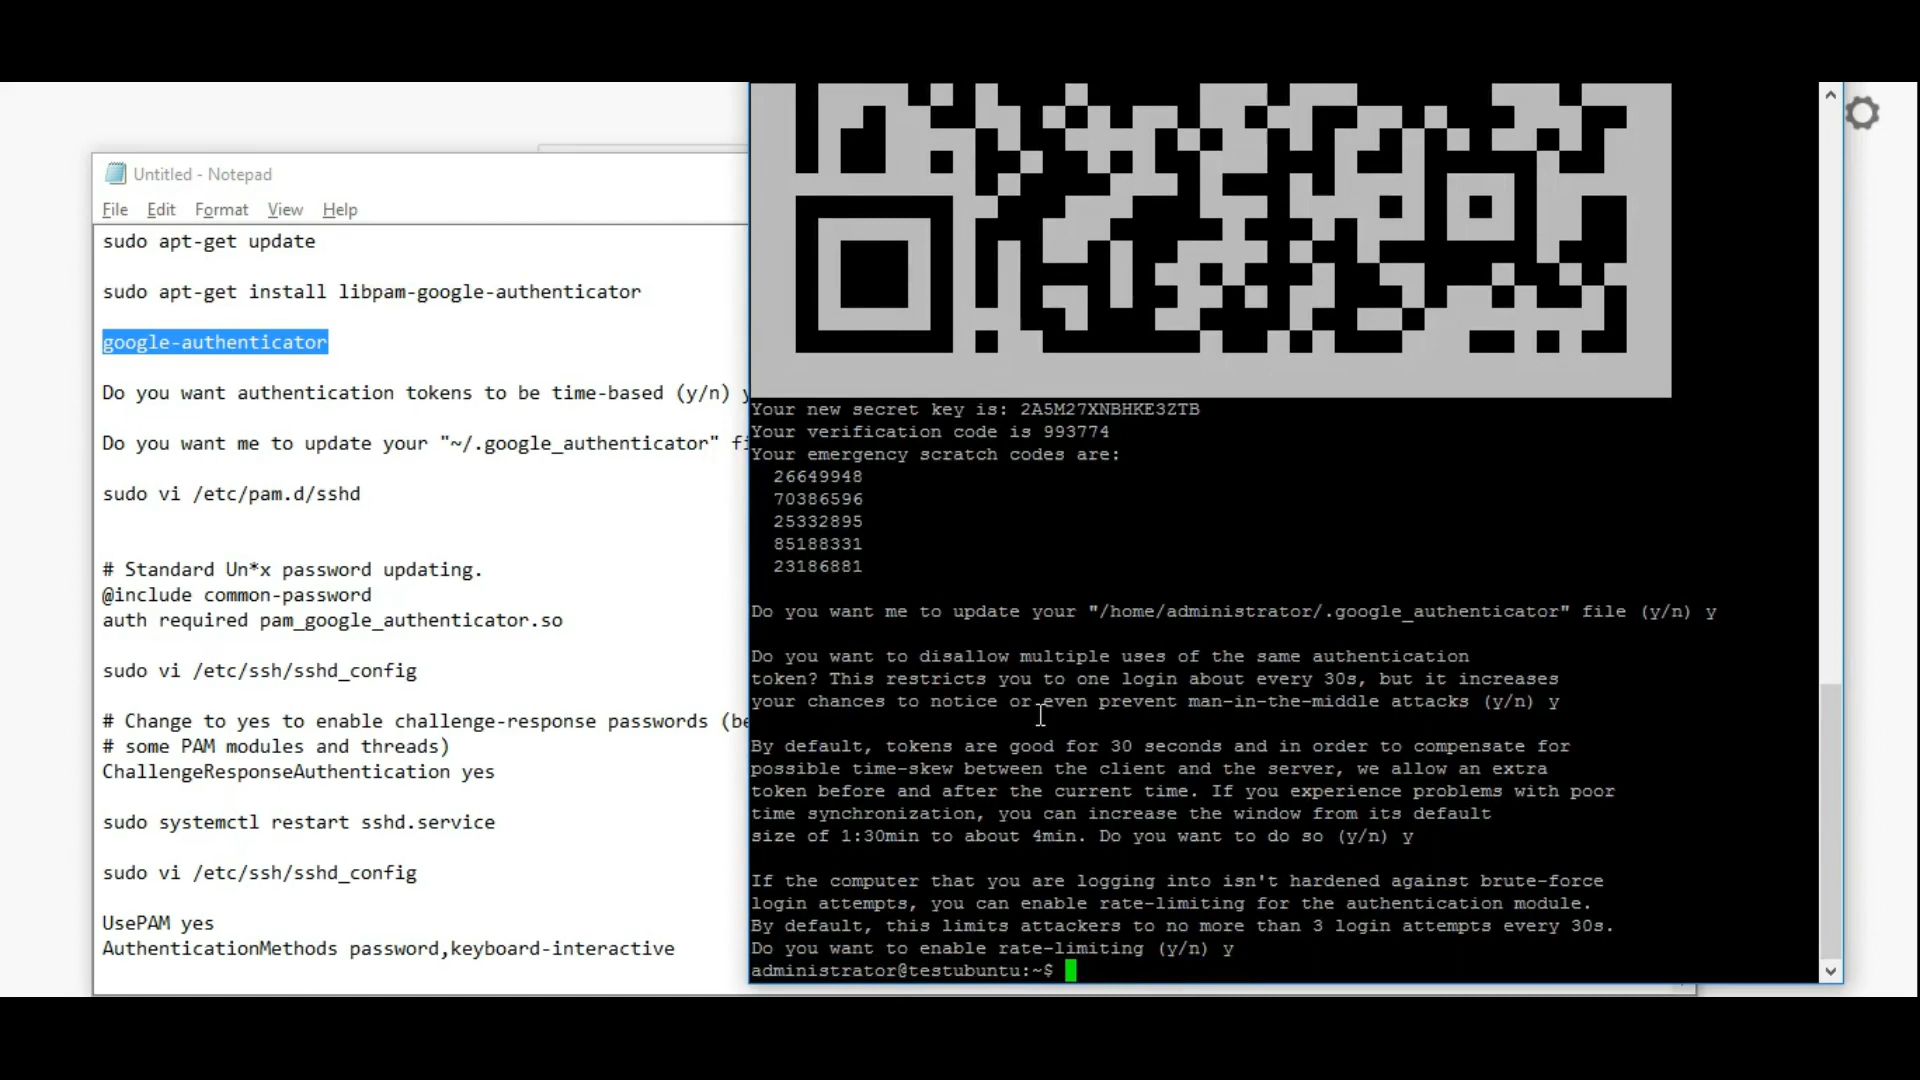 Untitled - Notepad
File Edit Format View Help
sudo apt-get update
sudo apt-get install libpam-google-authenticator
google-authenticator
Do you want authentication tokens to be time-based (y/n) y
Do you want me to update your "~/.google_authenticator" fi
sudo vi /etc/pam.d/sshd
# Standard Un*x password updating.
@include common-password
auth required pam_google_authenticator.so
sudo vi /etc/ssh/sshd_config
# Change to yes to enable challenge-response passwords (be
# some PAM modules and threads)
ChallengeResponseAuthentication yes
sudo systemctl restart sshd.service
sudo vi /etc/ssh/sshd_config
UsePAM yes
AuthenticationMethods password,keyboard-interactive
Your new secret key is: 2A5M27XNBHKE3ZTB
Your verification code is 993774
Your emergency scratch codes are:
26649948
70386596
25332895
85188331
23186881
Do you want me to update your "/home/administrator/.google_authenticator" file (y/n) y
Do you want to disallow multiple uses of the same authentication
token? This restricts you to one login about every 30s, but it increases
your chances to notice or even prevent man-in-the-middle attacks (y/n) y
By default, tokens are good for 30 seconds and in order to compensate for
possible time-skew between the client and the server, we allow an extra
token before and after the current time. If you experience problems with poor
time synchronization, you can increase the window from its default
size of 1:30min to about 4min. Do you want to do so (y/n) y
If the computer that you are logging into isn't hardened against brute-force
login attempts, you can enable rate-limiting for the authentication module.
By default, this limits attackers to no more than 3 login attempts every 30s.
Do you want to enable rate-limiting (y/n) y
administrator@testubuntu:~$